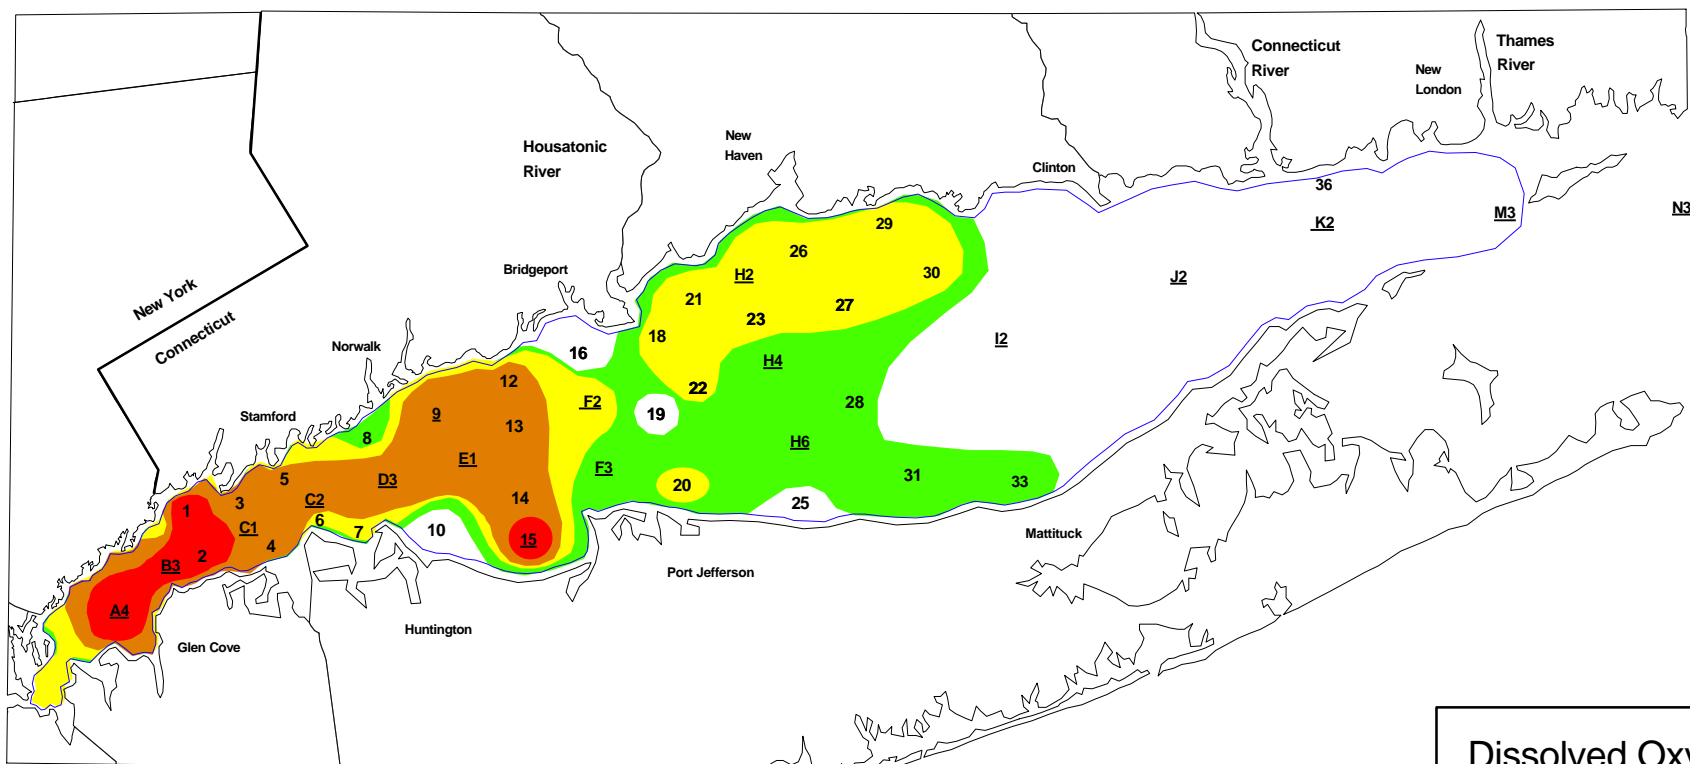 Connecticut
River
Thames
River
New
London
Housatonic
River
New
Haven
Clinton
36
K2
M3
N3
29
26
H2
30
J2
Bridgeport
21
27
23
New York
Connecticut
18
I2
Norwalk
16
H4
12
22
F2
28
9
19
Stamford
13
8
H6
E1
F3
5
D3
31
33
20
C2
14
3
25
1
6
C1
7
10
15
4
2
B3
Mattituck
Port Jefferson
A4
Huntington
Glen Cove
Dissolved Oxy